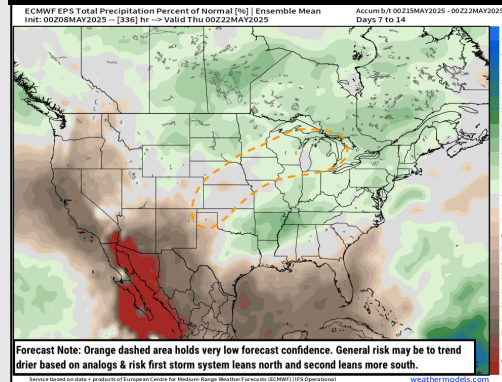 ECMWF EPS Total Precipitation Percent of Normal [%] | Ensemble Mean
Accum b/t 00Z15MAY2025 - 00Z22MAY2025
Init: 00Z08MAY2025 -- [336] hr --> Valid Thu 00Z22MAY2025
Days 7 to 14
Forecast Note: Orange dashed area holds very low forecast confidence. General risk may be to trend
drier based on analogs & risk first storm system leans north and second leans more south.
Service based on data + products of European Centre for Medium-Range Weather Forecasts (ECMWF) | IFS Operational
weathermodels.com